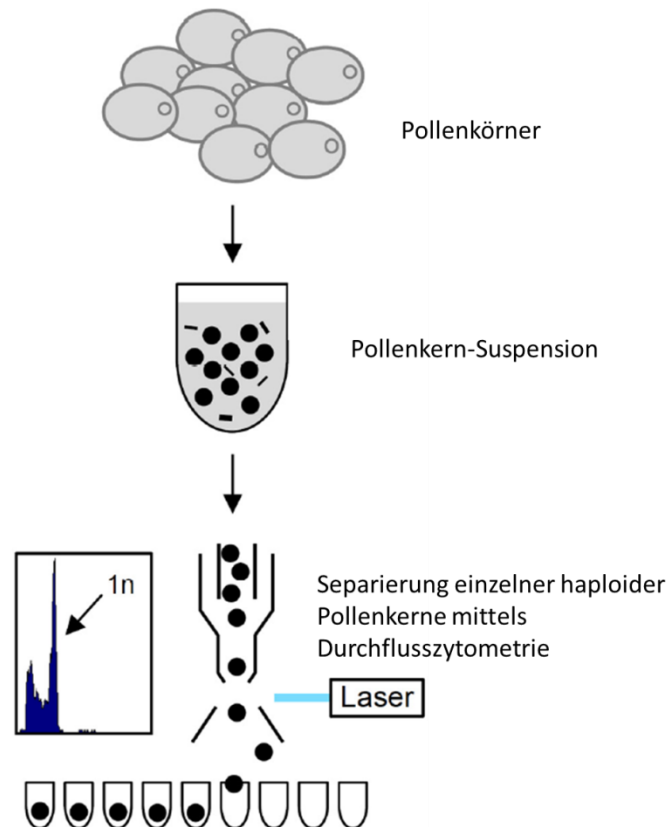 Pollenkörner
Pollenkern-Suspension
1n
Separierung einzelner haploider
Pollenkerne mittels
Durchflusszytometrie
Laser